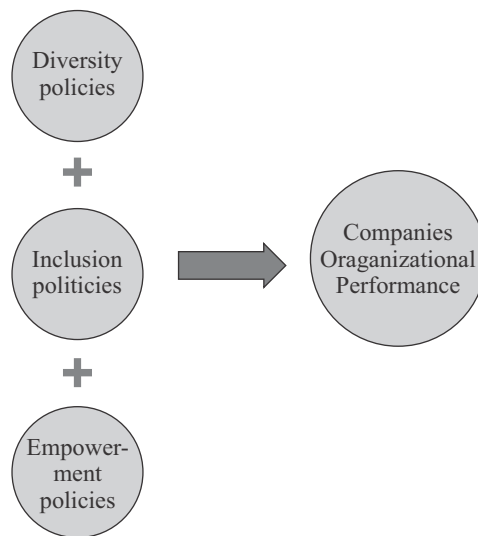 Diversity
policies
+
Inclusion
politicies
+
Empower-
ment
policies
Companies
Oraganizational
Performance